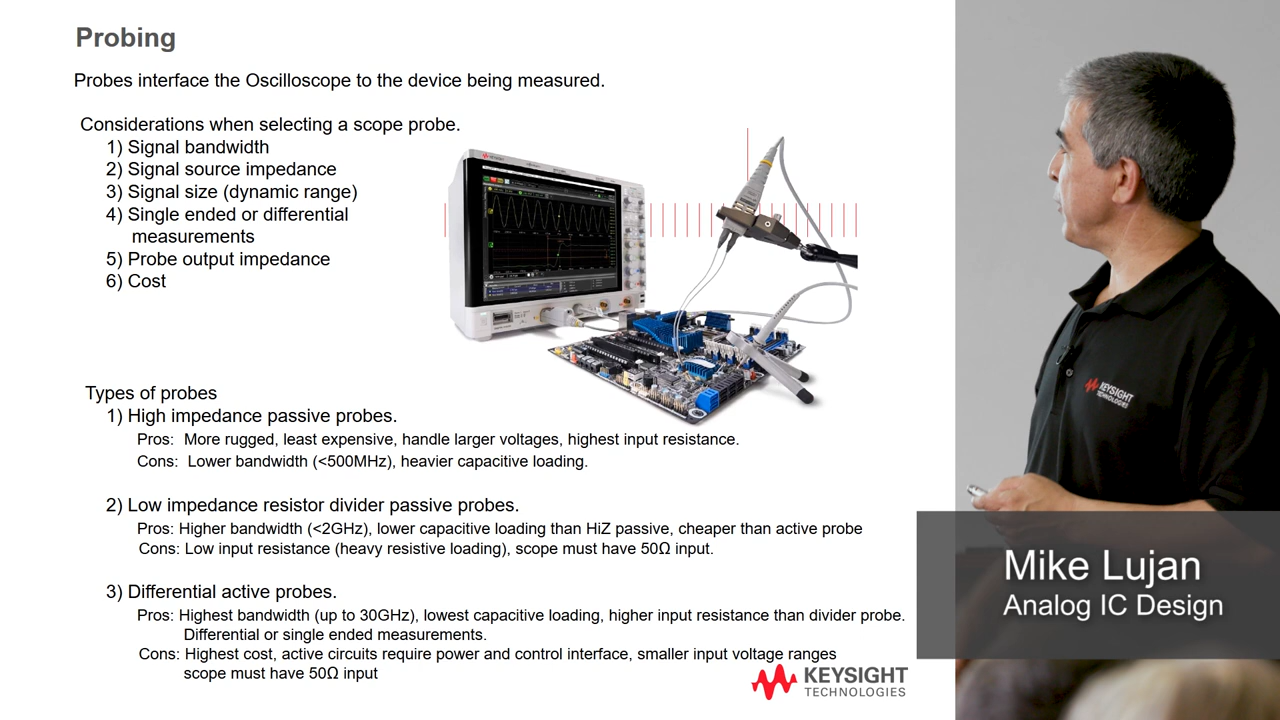 Probing
Probes interface the Oscilloscope to the device being measured.
Considerations when selecting a scope probe.
1) Signal bandwidth
2) Signal source impedance
3) Signal size (dynamic range)
4) Single ended or differential
measurements
5) Probe output impedance
6) Cost
Types of probes
1) High impedance passive probes.
Pros: More rugged, least expensive, handle larger voltages, highest input resistance.
Cons: Lower bandwidth (<500MHz), heavier capacitive loading.
2) Low impedance resistor divider passive probes.
Pros: Higher bandwidth (<2GHz), lower capacitive loading than HiZ passive, cheaper than active probe
Cons: Low input resistance (heavy resistive loading), scope must have 50Ω input.
3) Differential active probes.
Pros: Highest bandwidth (up to 30GHz), lowest capacitive loading, higher input resistance than divider probe.
Differential or single ended measurements.
Cons: Highest cost, active circuits require power and control interface, smaller input voltage ranges
scope must have 50Ω input
KEYSIGHT
TECHNOLOGIES
KEYSIGHT
TECHNOLOGIES
Mike Lujan
Analog IC Design